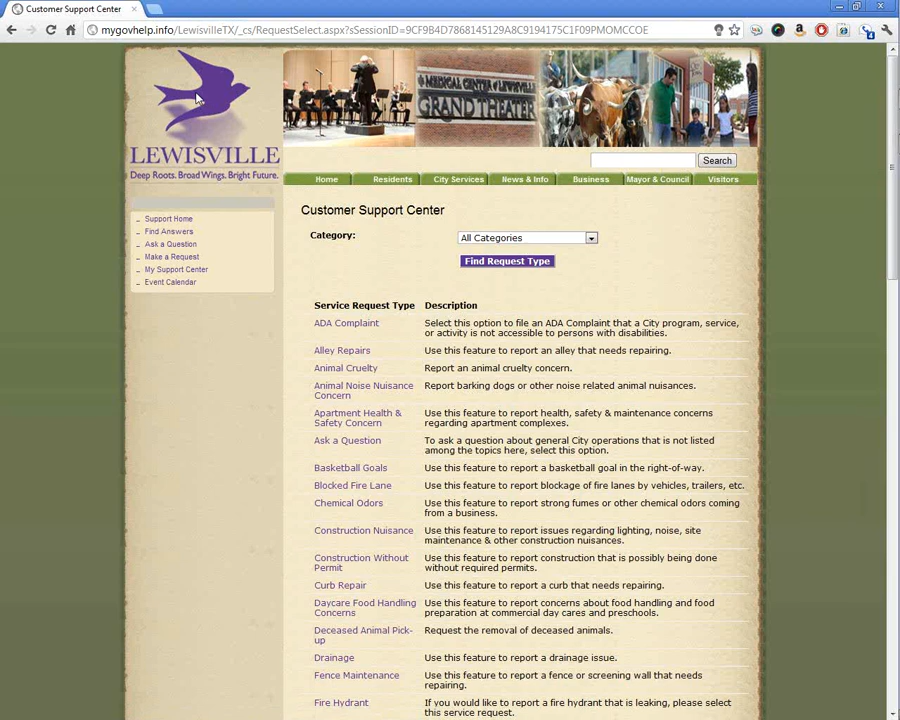 Customer Support Center
mygovhelp.info/LewisvilleTX/_cs/RequestSelect.aspx?sSessionID=9CF9B4D7868145129A8C9194175C1F09PMOMCCOE
MEDICAL CENTER of LEWISVILLE
GRAND THEATER
LEWISVILLE
Deep Roots. Broad Wings. Bright Future.
Search
Home Residents City Services News & Info Business Mayor & Council Visitors
Support Home
Find Answers
Ask a Question
Make a Request
My Support Center
Event Calendar
Customer Support Center
Category: All Categories
Find Request Type
Service Request Type Description
ADA Complaint Select this option to file an ADA Complaint that a City program, service,
or activity is not accessible to persons with disabilities.
Alley Repairs Use this feature to report an alley that needs repairing.
Animal Cruelty Report an animal cruelty concern.
Animal Noise Nuisance Report barking dogs or other noise related animal nuisances.
Concern
Apartment Health & Use this feature to report health, safety & maintenance concerns
Safety Concern regarding apartment complexes.
Ask a Question To ask a question about general City operations that is not listed
among the topics here, select this option.
Basketball Goals Use this feature to report a basketball goal in the right-of-way.
Blocked Fire Lane Use this feature to report blockage of fire lanes by vehicles, trailers, etc.
Chemical Odors Use this feature to report strong fumes or other chemical odors coming
from a business.
Construction Nuisance Use this feature to report issues regarding lighting, noise, site
maintenance & other construction nuisances.
Construction Without Use this feature to report construction that is possibly being done
Permit without required permits.
Curb Repair Use this feature to report a curb that needs repairing.
Daycare Food Handling Use this feature to report concerns about food handling and food
Concerns preparation at commercial day cares and preschools.
Deceased Animal Pick- Request the removal of deceased animals.
up
Drainage Use this feature to report a drainage issue.
Fence Maintenance Use this feature to report a fence or screening wall that needs
repairing.
Fire Hydrant If you would like to report a fire hydrant that is leaking, please select
this service request.